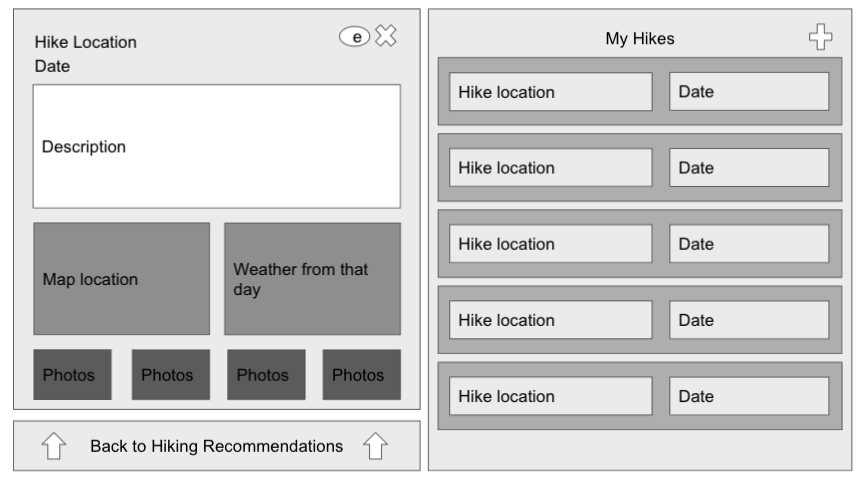 Hike Location
Date
e
Description
Map location
Weather from that
day
Photos
Photos
Photos
Photos
Back to Hiking Recommendations
My Hikes
Hike location
Date
Hike location
Date
Hike location
Date
Hike location
Date
Hike location
Date